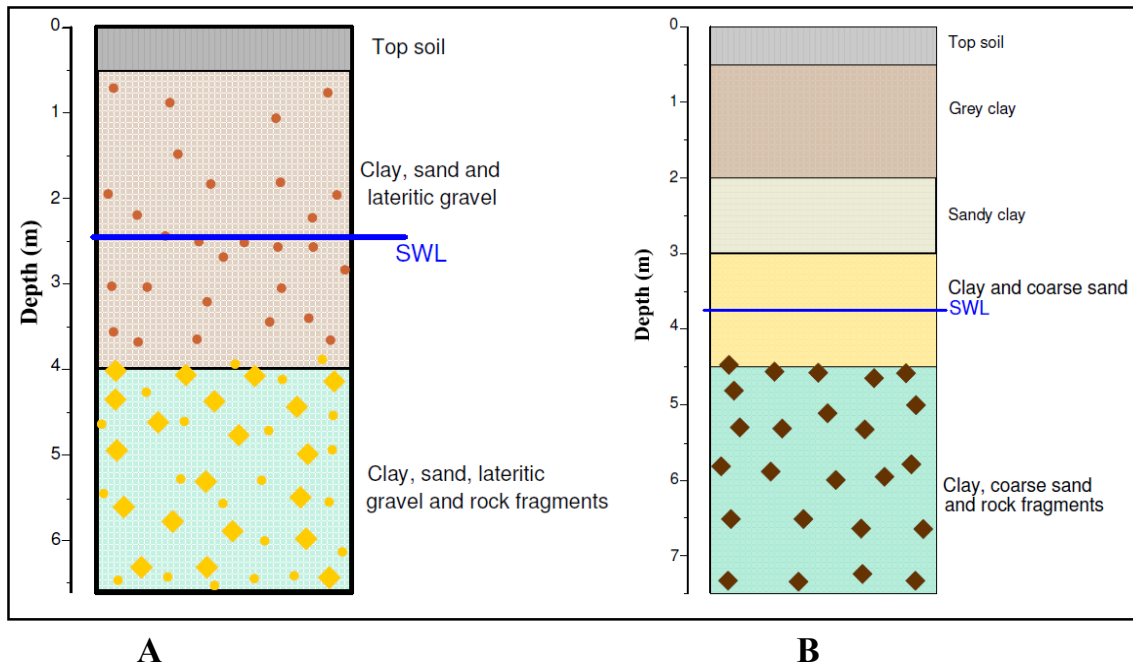 0
1
2
3
4
5
6
Depth (m)
Top soil
Clay, sand and
lateritic gravel
SWL
Clay, sand, lateritic
gravel and rock fragments
A
0
1
2
3
4
5
6
7
Depth (m)
Top soil
Grey clay
Sandy clay
Clay and coarse sand
SWL
Clay, coarse sand
and rock fragments
B